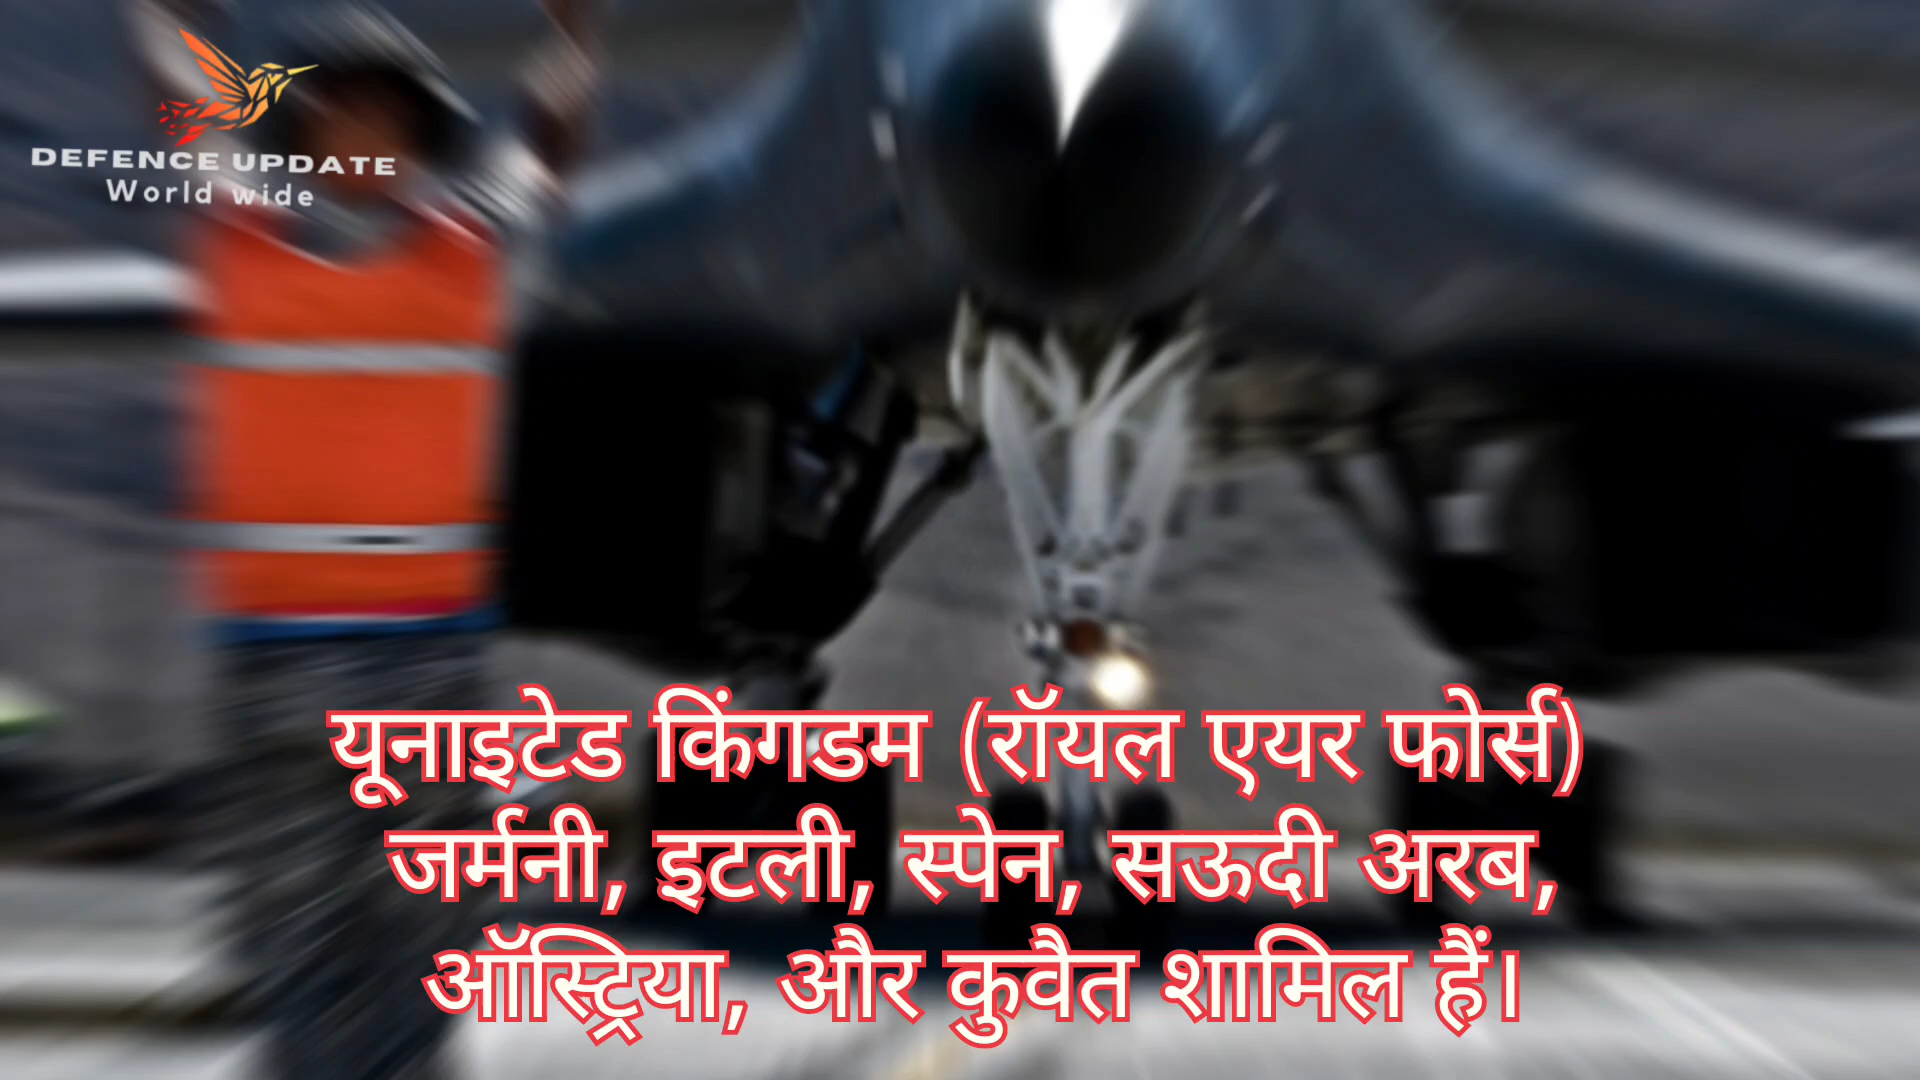 DEFENCE UPDATE
World wide
यूनाइटेड किंगडम (रॉयल एयर फोर्स)
जर्मनी, इटली, स्पेन, सऊदी अरब,
ऑस्ट्रिया, और कुवैत शामिल हैं।